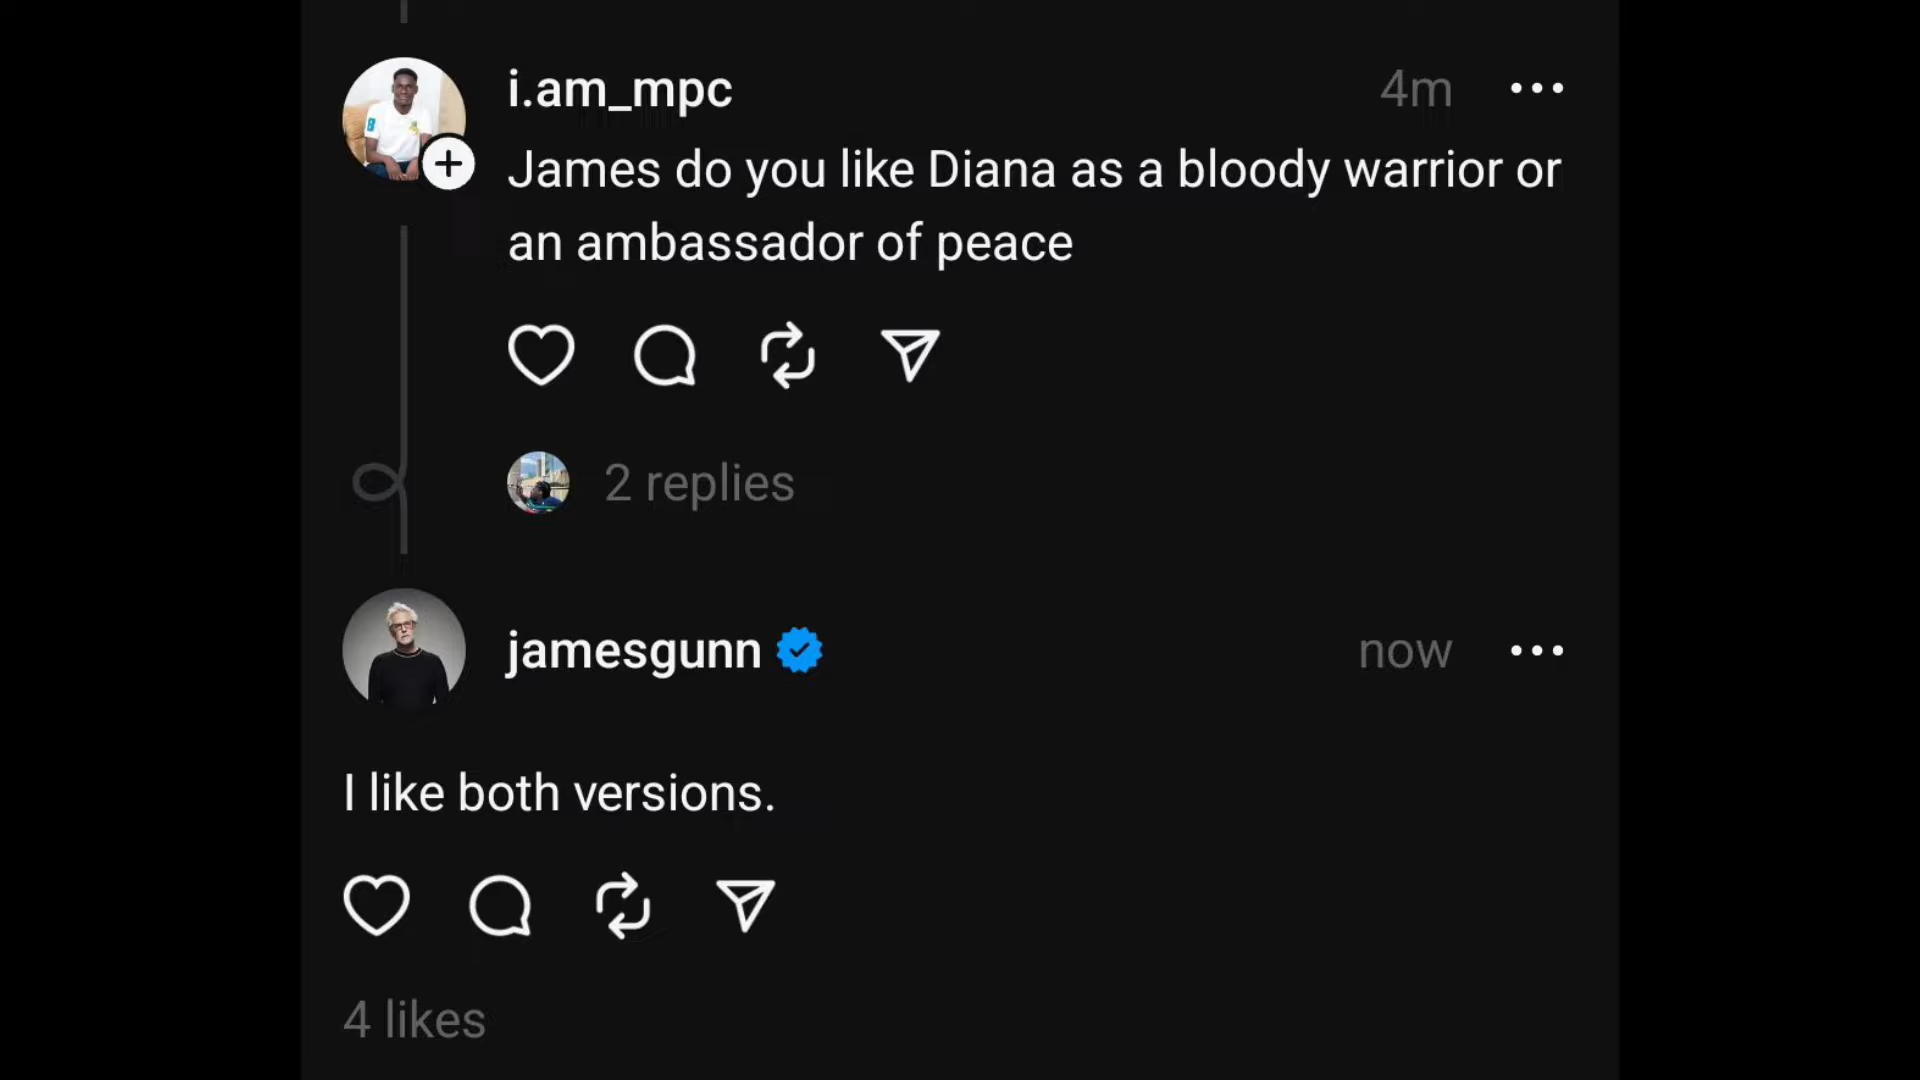 i.am_mpc
4m
James do you like Diana as a bloody warrior or
an ambassador of peace
2 replies
jamesgunn
now
I like both versions.
4 likes